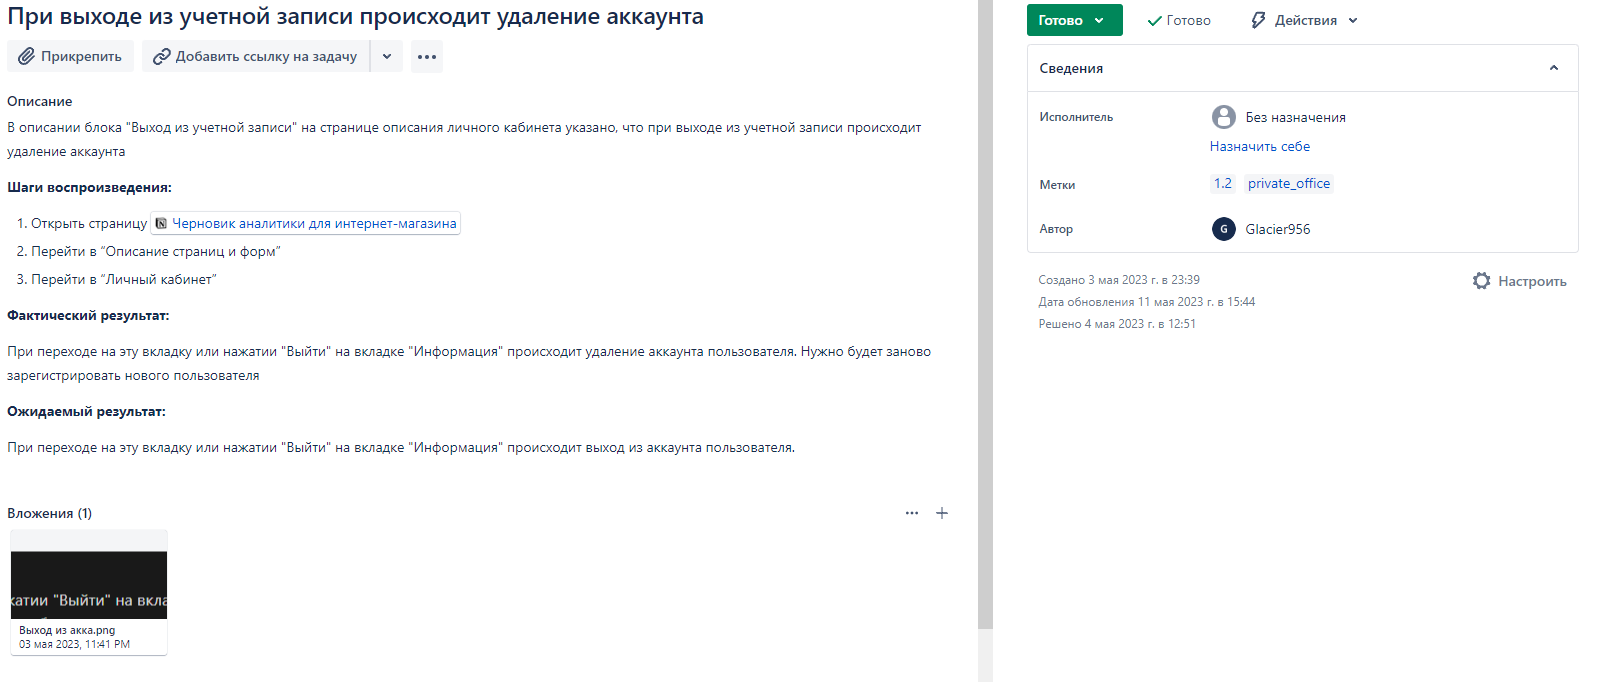 При выходе из учетной записи происходит удаление аккаунта
Прикрепить
Добавить ссылку на задачу
Описание
В описании блока "Выход из учетной записи" на странице описания личного кабинета указано, что при выходе из учетной записи происходит
удаление аккаунта
Шаги воспроизведения:
1. Открыть страницу Черновик аналитики для интернет-магазина
2. Перейти в “Описание страниц и форм”
3. Перейти в “Личный кабинет”
Фактический результат:
При переходе на эту вкладку или нажатии "Выйти" на вкладке "Информация" происходит удаление аккаунта пользователя. Нужно будет заново
зарегистрировать нового пользователя
Ожидаемый результат:
При переходе на эту вкладку или нажатии "Выйти" на вкладке "Информация" происходит выход из аккаунта пользователя.
Вложения (1)
катии "Выйти" на вкла
Выход из акка.png
03 мая 2023, 11:41 PM
Готово
Готово
Действия
Сведения
Исполнитель
Без назначения
Назначить себе
Метки
1.2 private_office
Автор
G
Glacier956
Создано 3 мая 2023 г. в 23:39
Настроить
Дата обновления 11 мая 2023 г. в 15:44
Решено 4 мая 2023 г. в 12:51